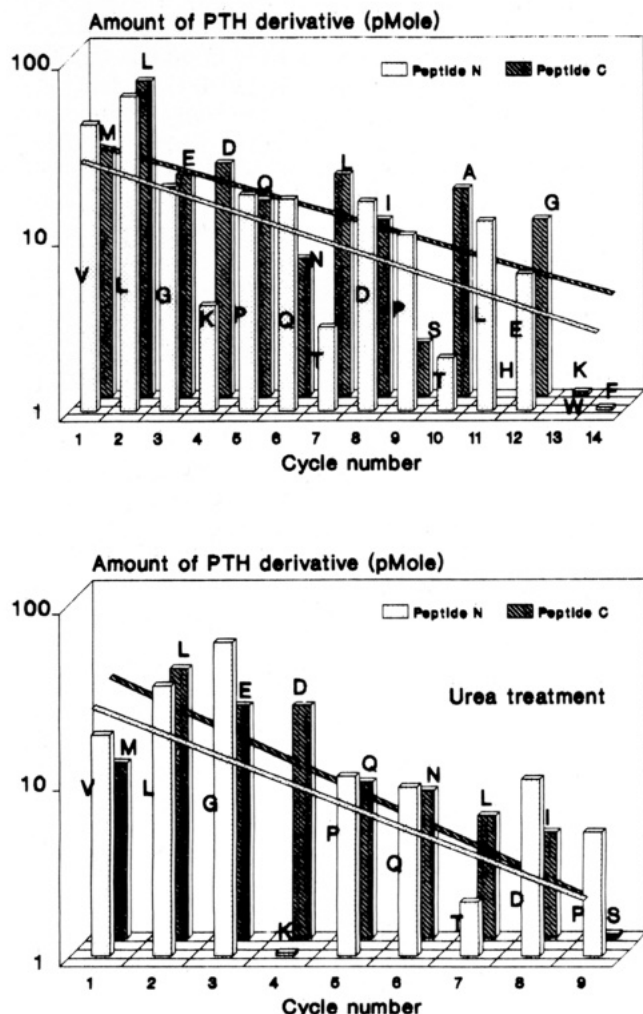 Amount of PTH derivative (pMole)
100
10
1
Peptide N
Peptide C
V M L L G E K D P Q Q N T L D I P S T A L H E G W K F
1 2 3 4 5 6 7 8 9 10 11 12 13 14
Cycle number
Amount of PTH derivative (pMole)
100
10
1
Peptide N
Peptide C
Urea treatment
V M L L G E K D P Q Q N T L D I P S
1 2 3 4 5 6 7 8 9
Cycle number